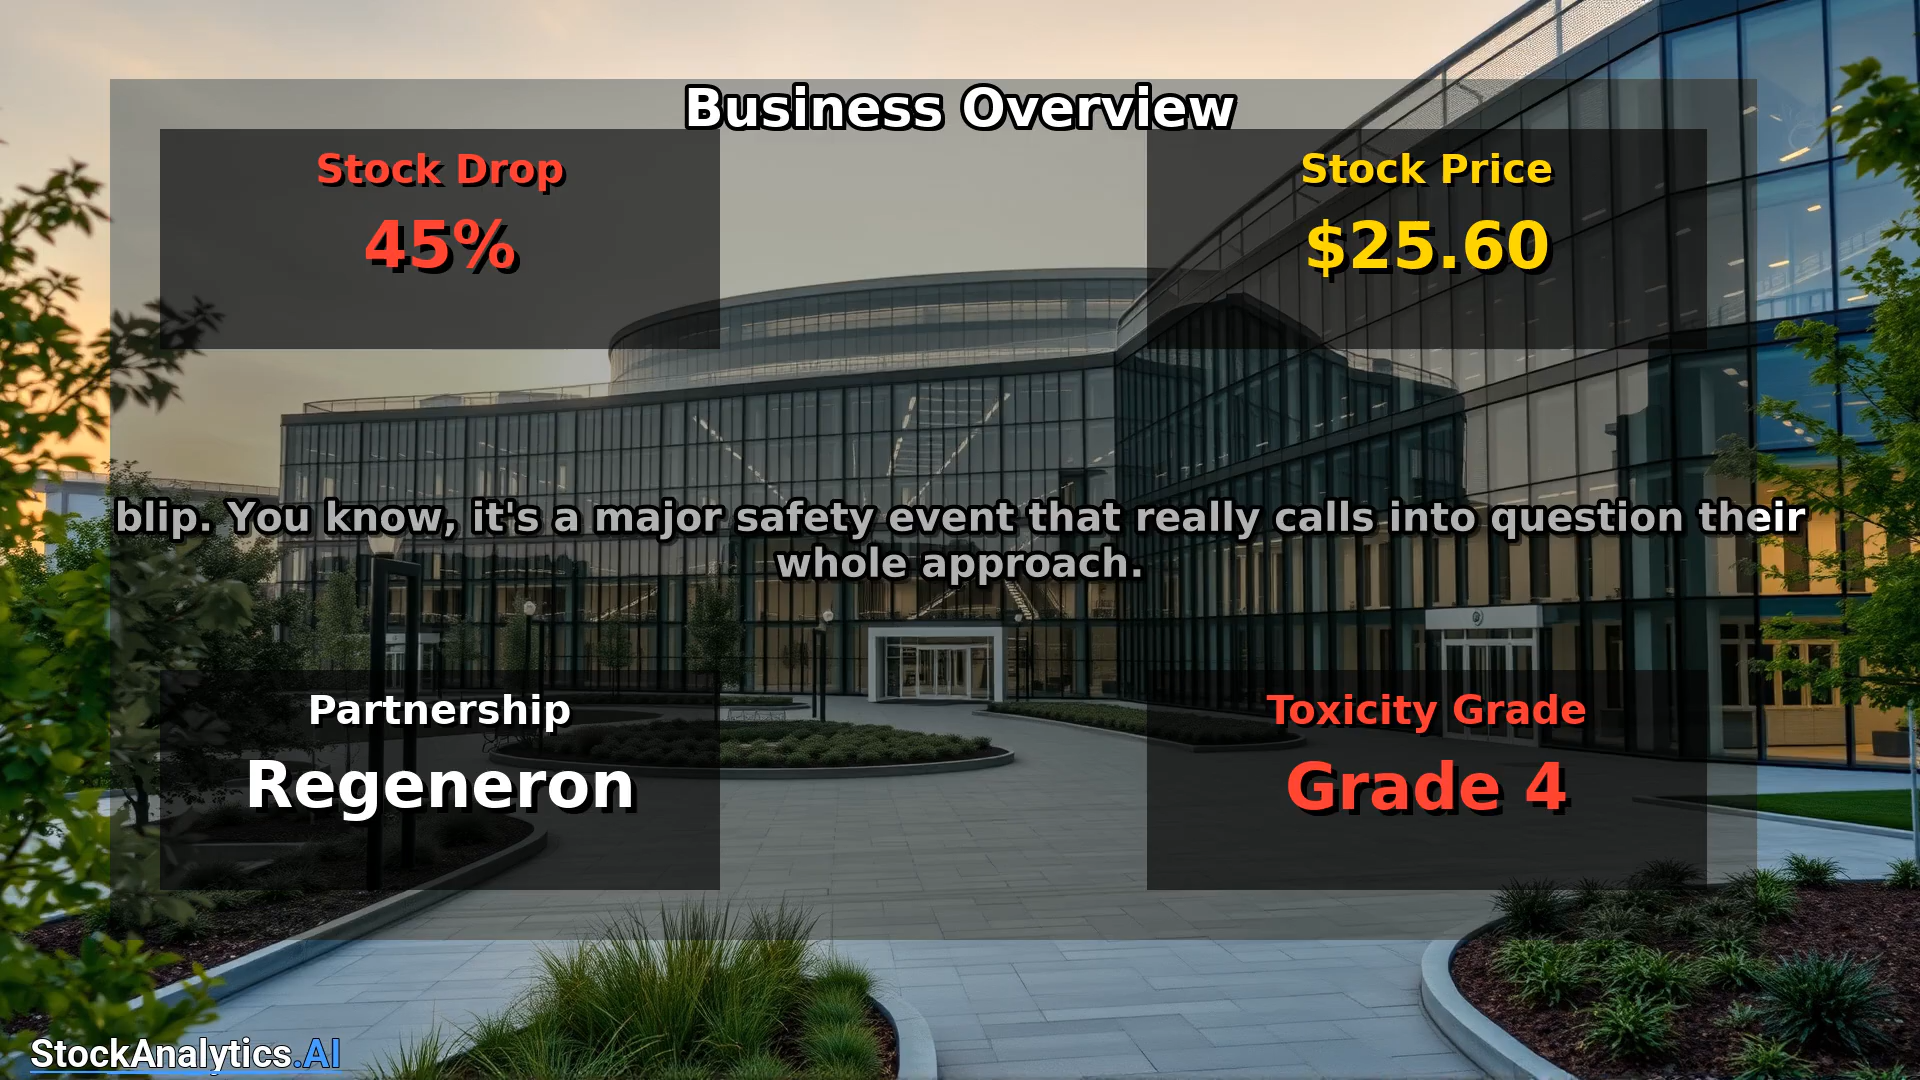 Business Overview
Stock Drop
45%
Stock Price
$25.60
blip. You know, it's a major safety event that really calls into question their
whole approach.
Partnership
Regeneron
Toxicity Grade
Grade 4
StockAnalytics.AI